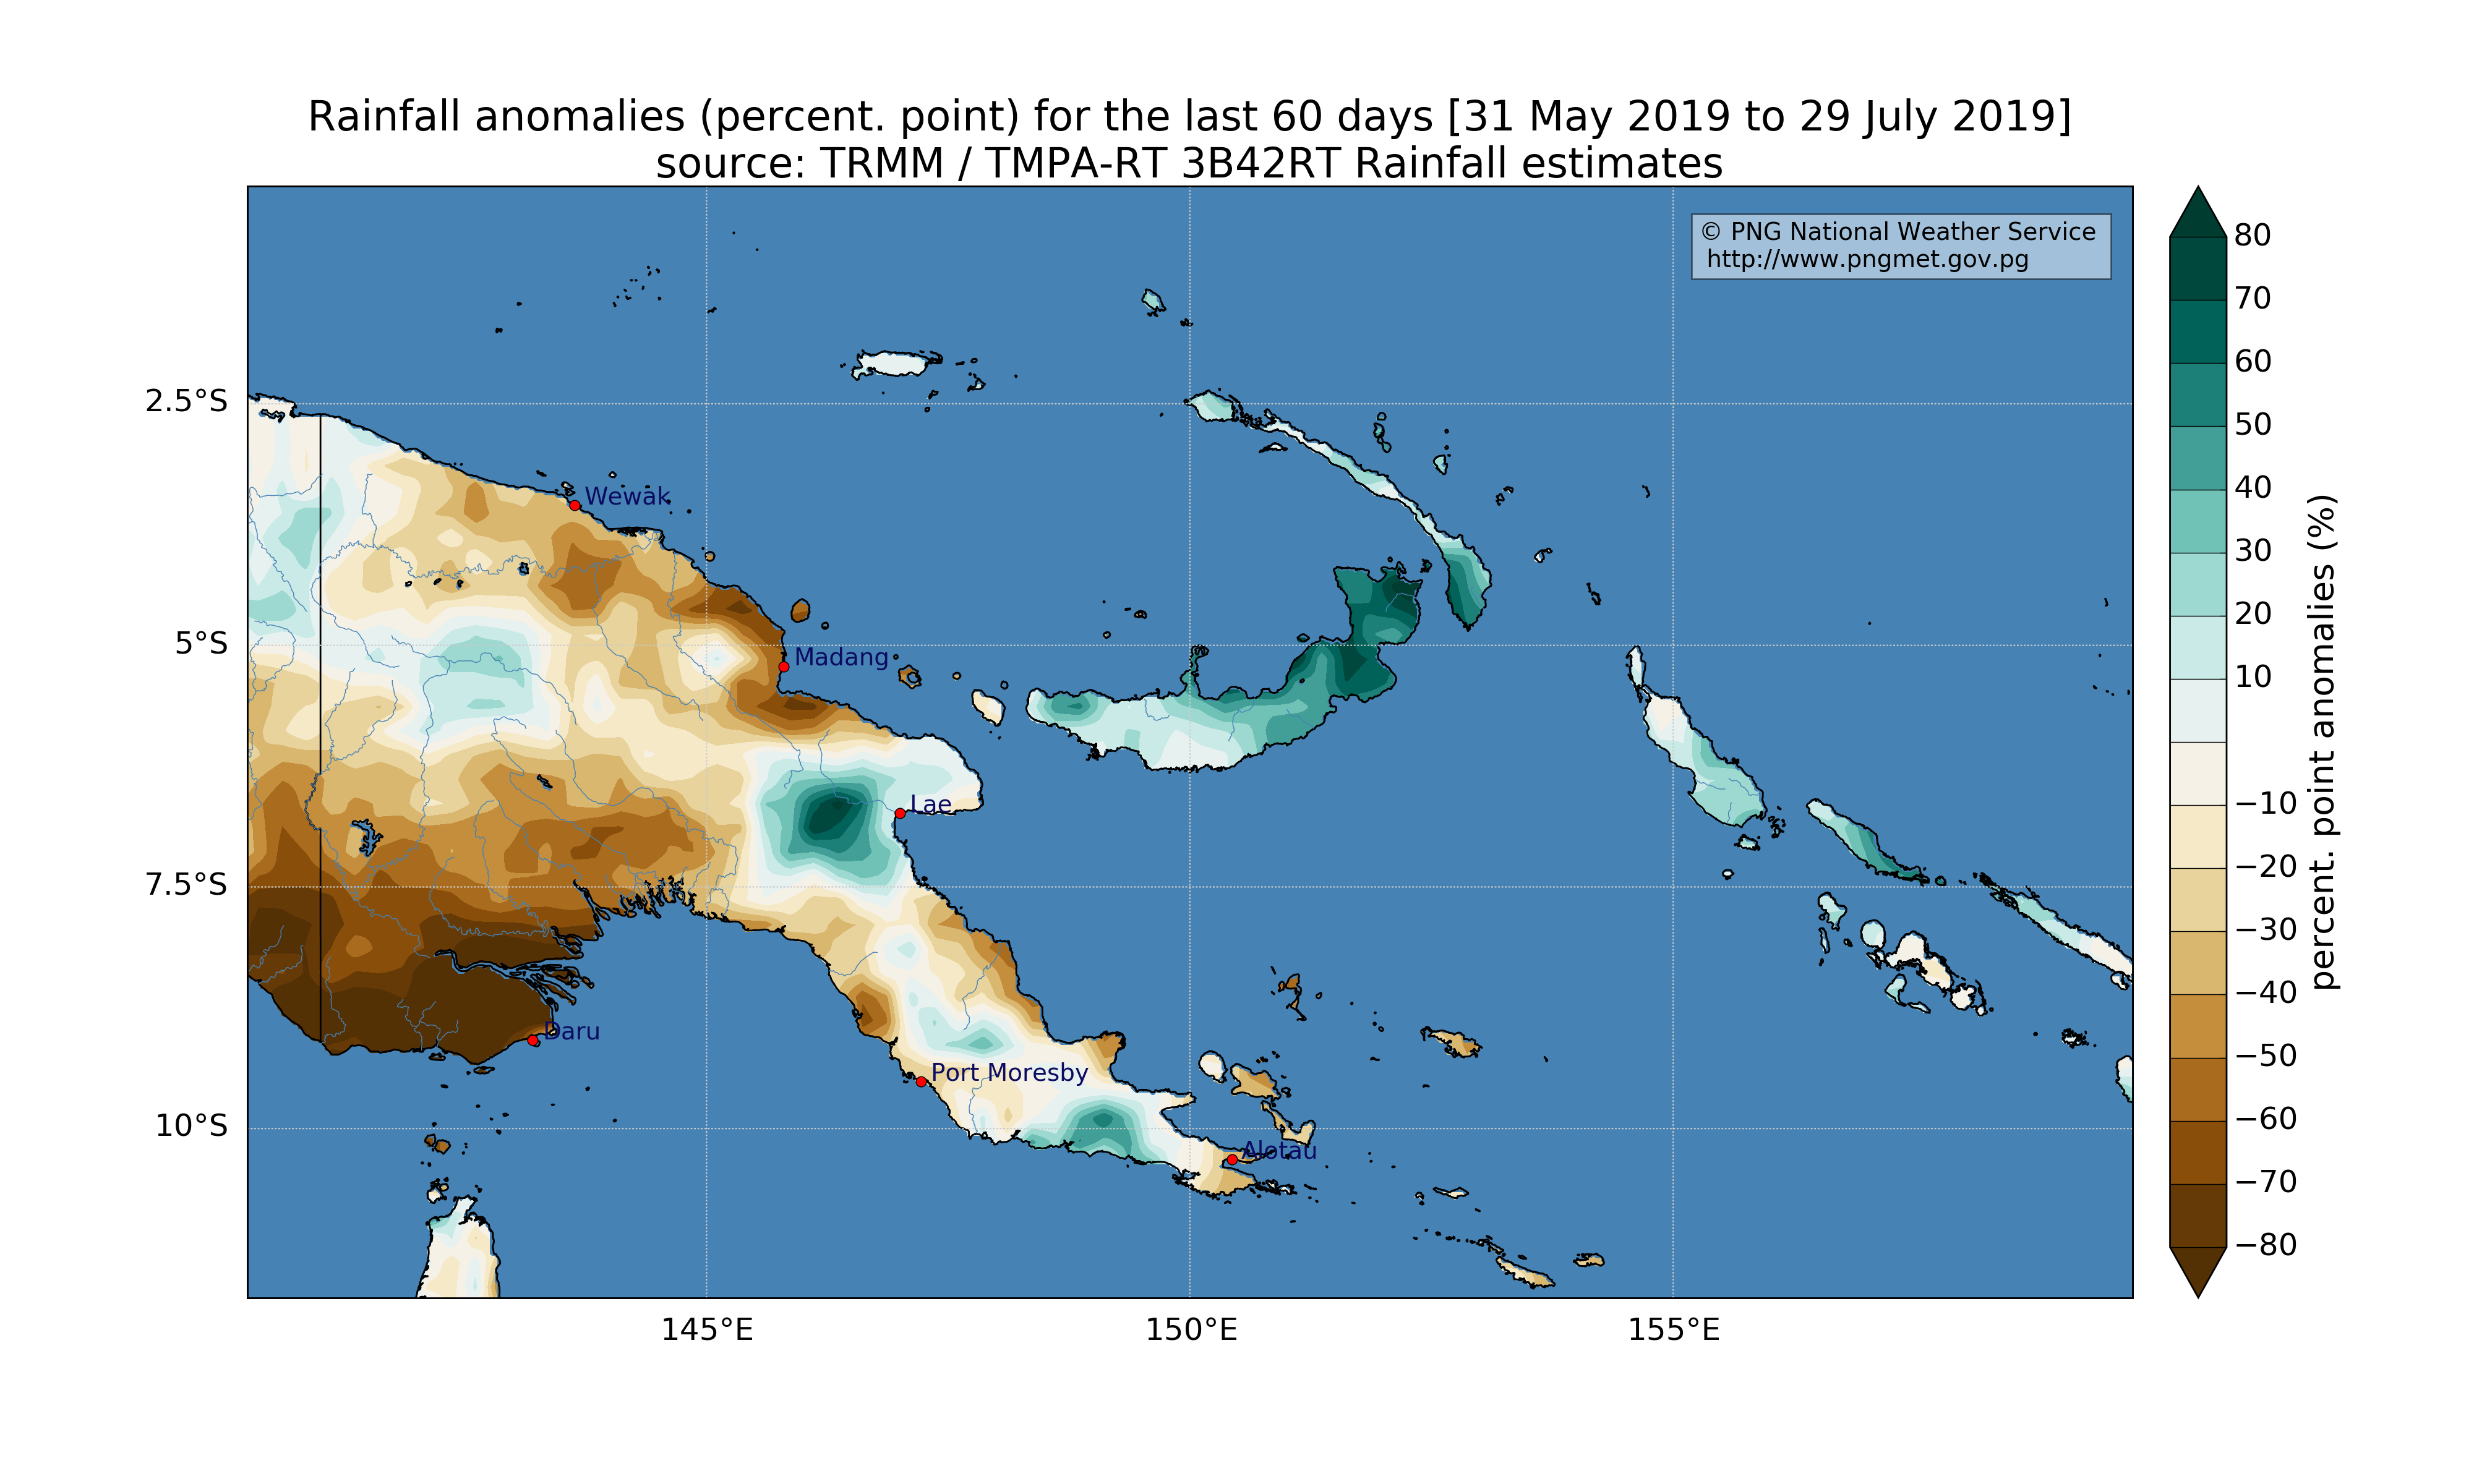 Rainfall anomalies (percent. point) for the last 60 days [31 May 2019 to 29 July 2019]
source: TRMM / TMPA-RT 3B42RT Rainfall estimates
© PNG National Weather Service
http://www.pngmet.gov.pg
2.5°S
5°S
7.5°S
10°S
Wewak
Madang
Lae
Daru
Port Moresby
Alotau
145°E
150°E
155°E
80
70
60
50
40
30
20
10
−10
−20
−30
−40
−50
−60
−70
−80
percent. point anomalies (%)